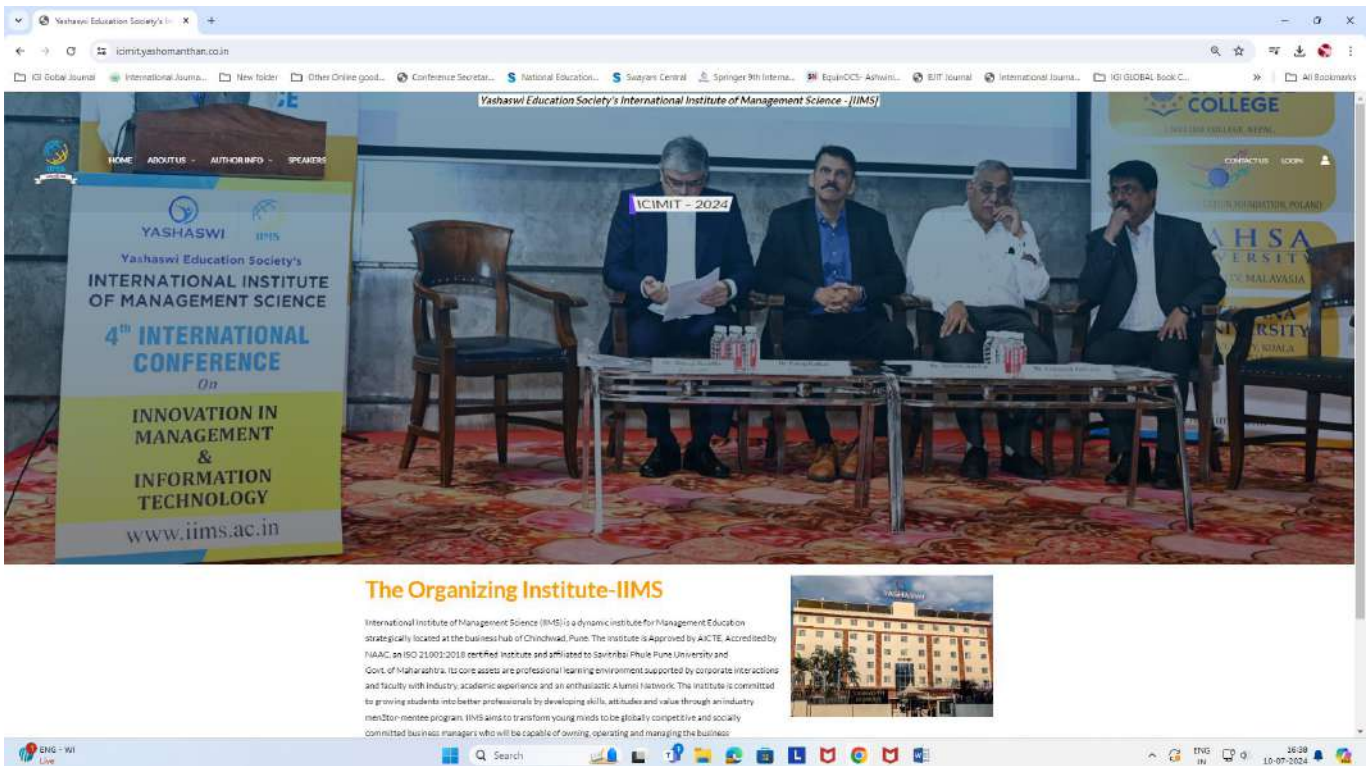 Yashaswi Education Society's In
icimit.yashomanthan.co.in
IGI Gobal Journal
International Journa...
New folder
Other Online good...
Conference Secretar...
National Education...
Swayam Central
Springer 9th Interna...
EquinOCS- Ashwin...
EJIT Journal
International Journa...
IGI GLOBAL Book C...
All Bookmarks
Yashaswi Education Society's International Institute of Management Science - [IIMS]
COLLEGE
HOME
ABOUT US
AUTHOR INFO
SPEAKERS
CONTACT US
LOGIN
ICIMIT - 2024
YASHASWI
IIMS
Yashaswi Education Society's
INTERNATIONAL INSTITUTE
OF MANAGEMENT SCIENCE
4th INTERNATIONAL
CONFERENCE
On
INNOVATION IN
MANAGEMENT
&
INFORMATION
TECHNOLOGY
www.iims.ac.in
AHSA
VERSITY
MALAYASIA
The Organizing Institute-IIMS
International Institute of Management Science (IIMS) is a dynamic institute for Management Education
strategically located at the business hub of Chinchwad, Pune. The institute is Approved by AICTE, Accredited by
NAAC, an ISO 21001:2018 certified Institute and affiliated to Savitribai Phule Pune University and
Govt. of Maharashtra. Its core assets are professional learning environment supported by corporate interactions
and faculty with industry, academic experience and an enthusiastic Alumni Network. The institute is committed
to growing students into better professionals by developing skills, attitudes and value through an industry
men3tor-mentee program. IIMS aims to transform young minds to be globally competitive and socially
committed business managers who will be capable of owning, operating and managing the business
ENG - WI
Live
Search
ENG
IN
16:38
10-07-2024